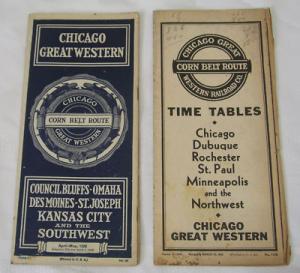 CHICAGO
GREAT WESTERN
CHICAGO
CORN BELT ROUTE
GREAT WESTERN
COUNCIL BLUFFS-OMAHA
DES MOINES-ST. JOSEPH
KANSAS CITY
AND THE
SOUTHWEST
CHICAGO GREAT
CORN BELT ROUTE
WESTERN RAILROAD CO.
TIME TABLES
Chicago
Dubuque
Rochester
St. Paul
Minneapolis
and the
Northwest
CHICAGO
GREAT WESTERN